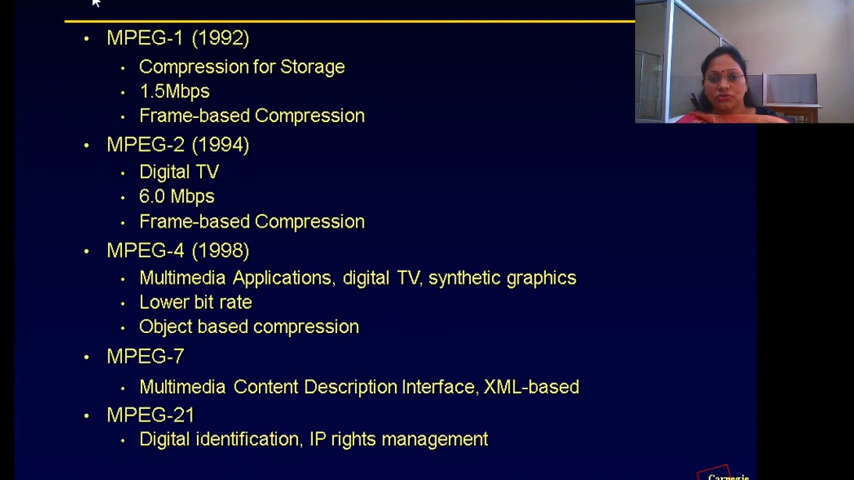 MPEG-1 (1992)
Compression for Storage
1.5Mbps
Frame-based Compression
MPEG-2 (1994)
Digital TV
6.0 Mbps
Frame-based Compression
MPEG-4 (1998)
Multimedia Applications, digital TV, synthetic graphics
Lower bit rate
Object based compression
MPEG-7
Multimedia Content Description Interface, XML-based
MPEG-21
Digital identification, IP rights management
Carnegie